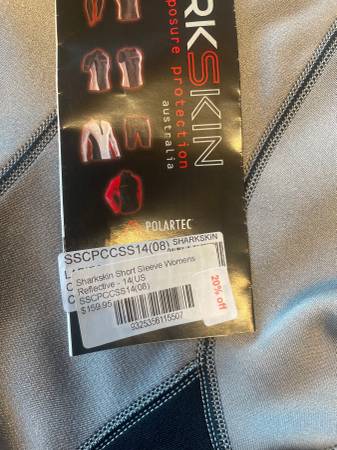 RKSKIN
posure protection
australia
POLARTEC
SSCPCCSS14(08) SHARKSKIN
Sharkskin Short Sleeve Womens
Reflective - 14(US
SSCPCCSS14(08)
$159.95
20% off
9325356115507